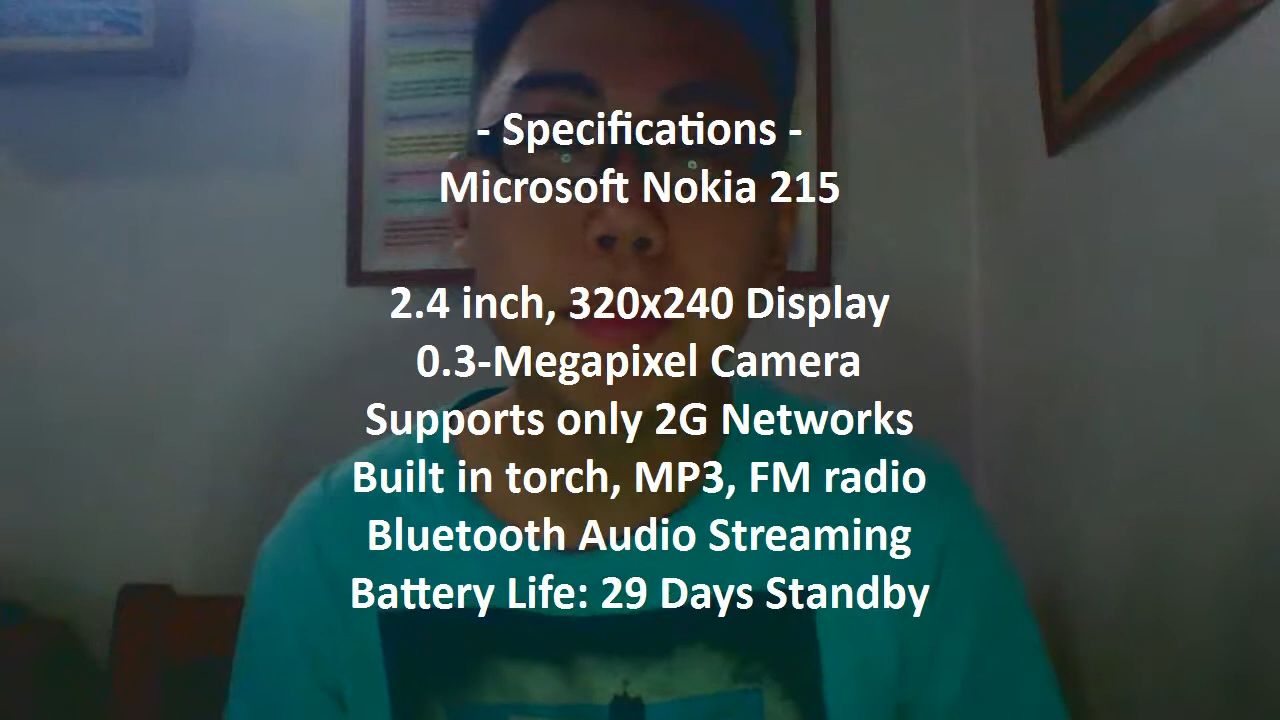 - Specifications -
Microsoft Nokia 215
2.4 inch, 320x240 Display
0.3-Megapixel Camera
Supports only 2G Networks
Built in torch, MP3, FM radio
Bluetooth Audio Streaming
Battery Life: 29 Days Standby